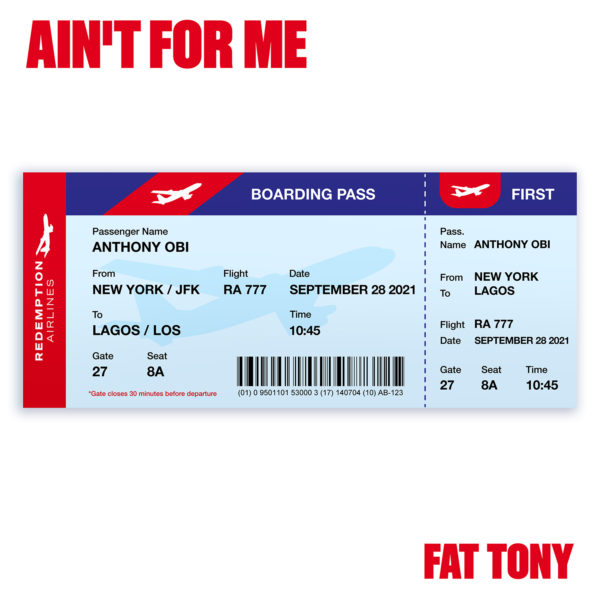 AIN'T FOR ME
BOARDING PASS
FIRST
REDEMPTION
AIRLINES
Passenger Name
ANTHONY OBI
From Flight Date
NEW YORK / JFK RA 777 SEPTEMBER 28 2021
To Time
LAGOS / LOS 10:45
Gate Seat
27 8A
*Gate closes 30 minutes before departure
(01) 0 9501101 53000 3 (17) 140704 (10) AB-123
Pass.
Name ANTHONY OBI
From NEW YORK
To LAGOS
Flight RA 777
Date SEPTEMBER 28 2021
Gate Seat Time
27 8A 10:45
FAT TONY